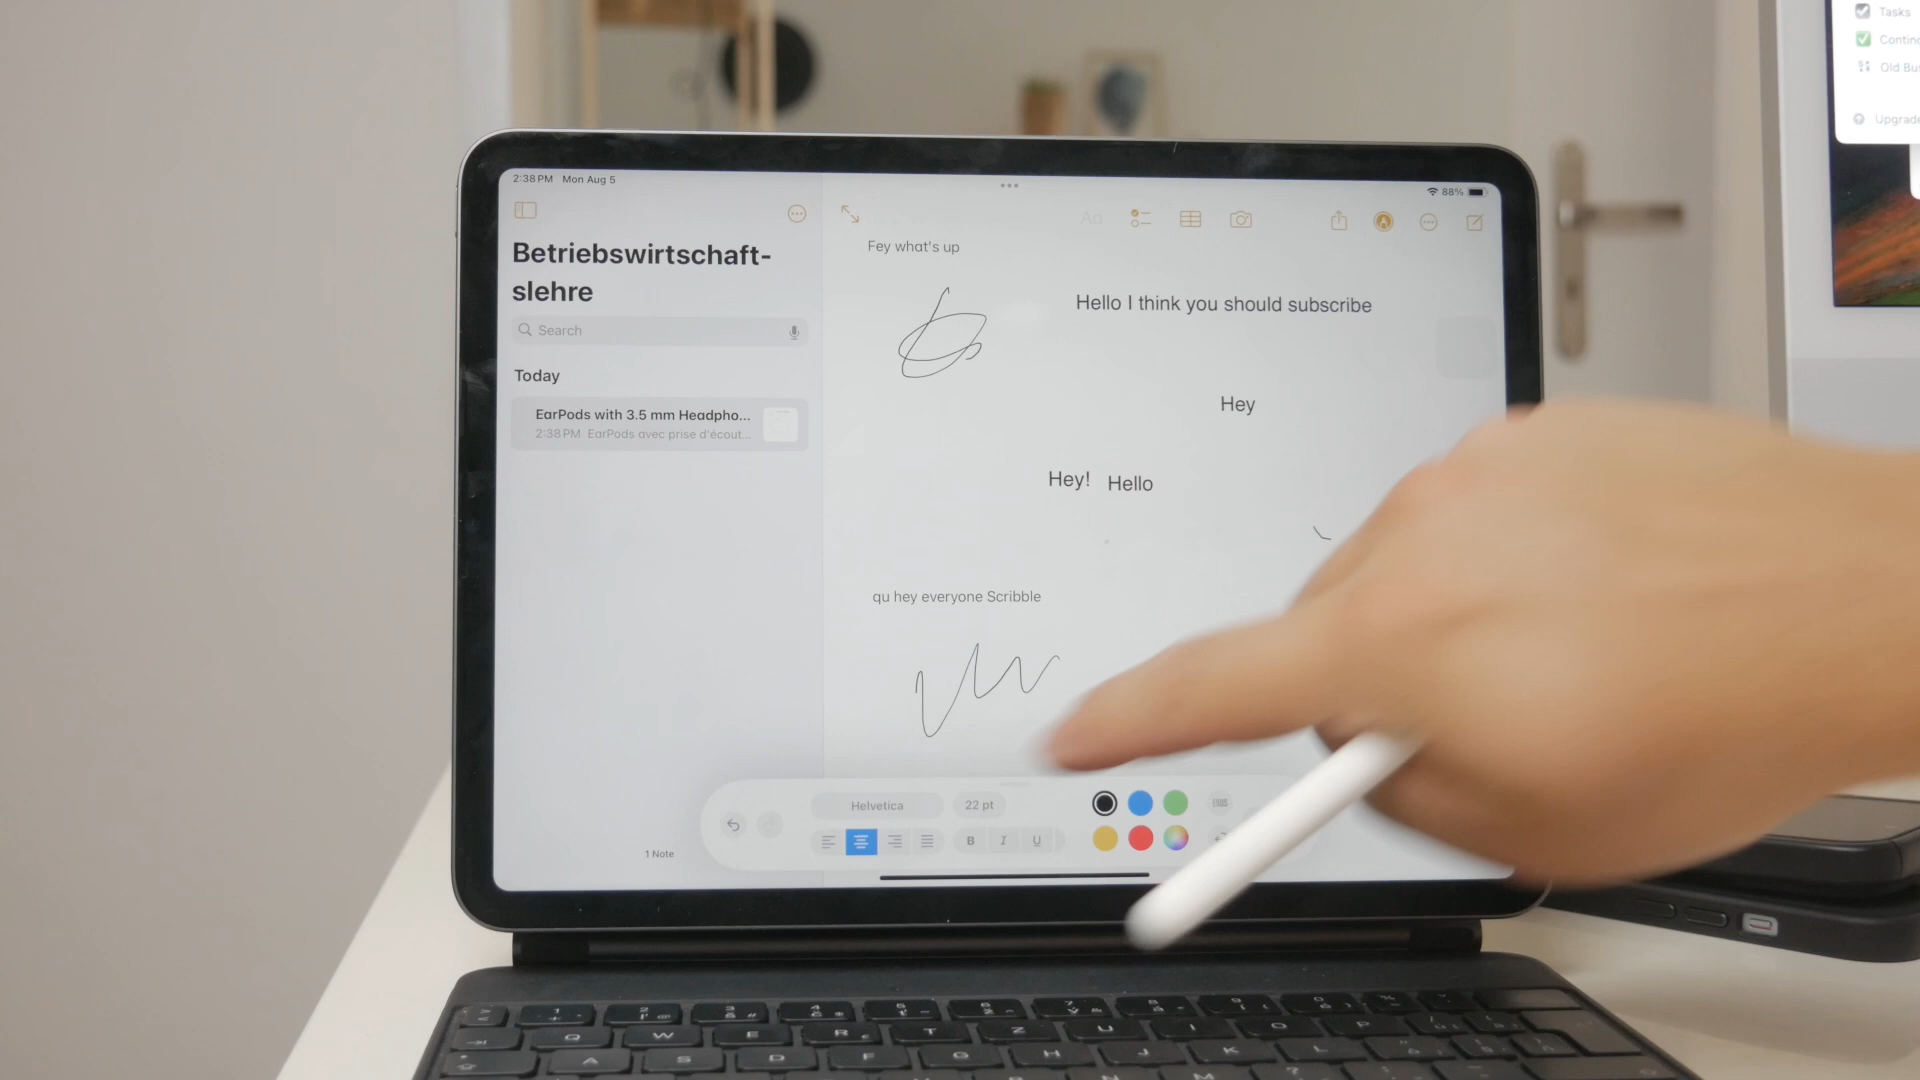 2:38 PM Mon Aug 5
88%
Betriebswirtschaft-
slehre
Search
Today
EarPods with 3.5 mm Headpho...
2:38 PM EarPods avec prise d'écout...
1 Note
Aa
Fey what's up
Hello I think you should subscribe
Hey
Hey! Hello
qu hey everyone Scribble
Helvetica
22 pt
B I U
Tasks
Upgrade
Q W E R T Z U I O P
A S D F G H J K L